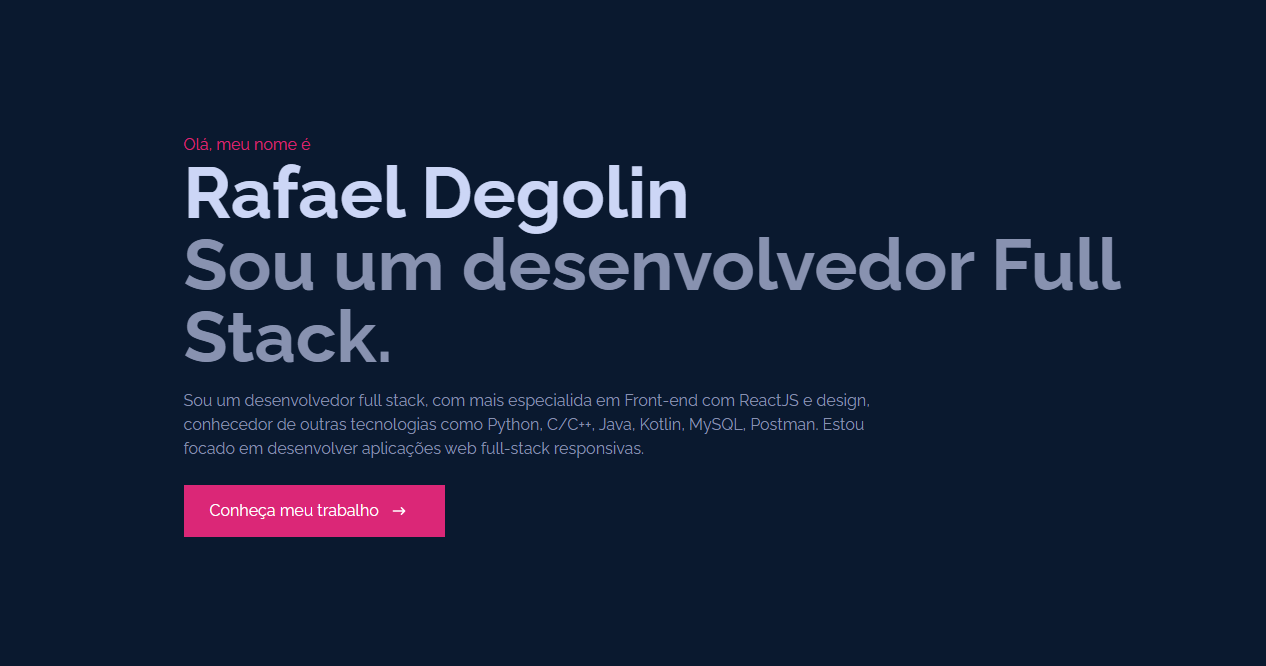 Olá, meu nome é
Rafael Degolin
Sou um desenvolvedor Full
Stack.
Sou um desenvolvedor full stack, com mais especialida em Front-end com ReactJS e design,
conhecedor de outras tecnologias como Python, C/C++, Java, Kotlin, MySQL, Postman. Estou
focado em desenvolver aplicações web full-stack responsivas.
Conheça meu trabalho →